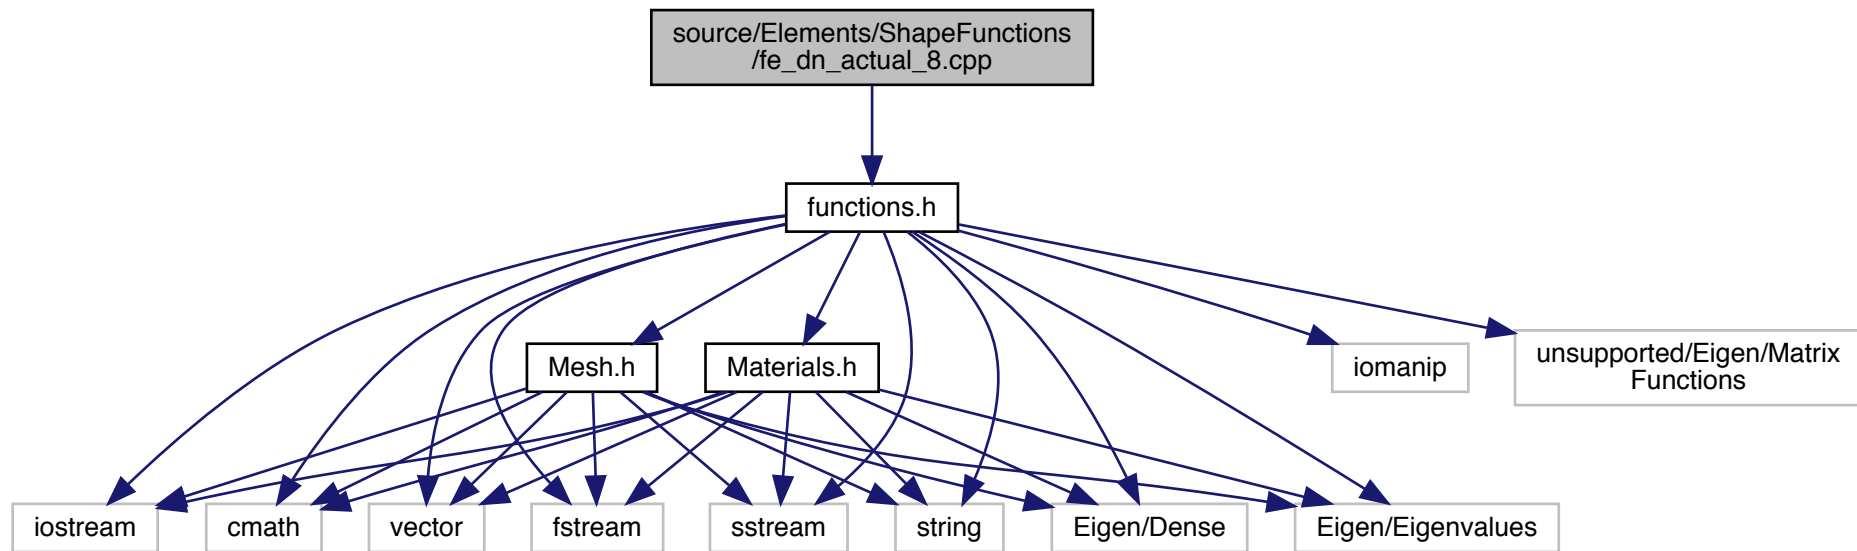 source/Elements/ShapeFunctions
/fe_dn_actual_8.cpp
functions.h
Mesh.h
Materials.h
iomanip
unsupported/Eigen/Matrix
Functions
iostream
cmath
vector
fstream
sstream
string
Eigen/Dense
Eigen/Eigenvalues